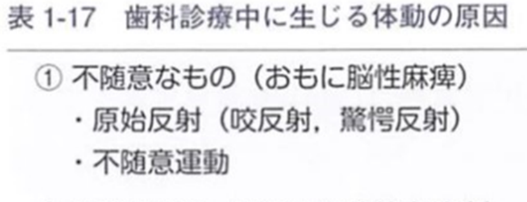 表 1-17 歯科診療中に生じる体動の原因
① 不随意なもの（おもに脳性麻痺）
・原始反射（咬反射，驚愕反射）
・不随意運動